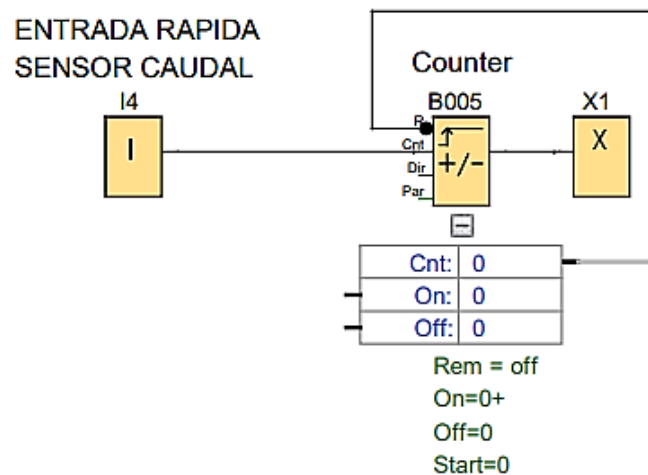 ENTRADA RAPIDA
SENSOR CAUDAL
Counter
I4
B005
X1
I
R
Cnt
Dir
Par
+/-
X
Cnt: 0
On: 0
Off: 0
Rem = off
On=0+
Off=0
Start=0